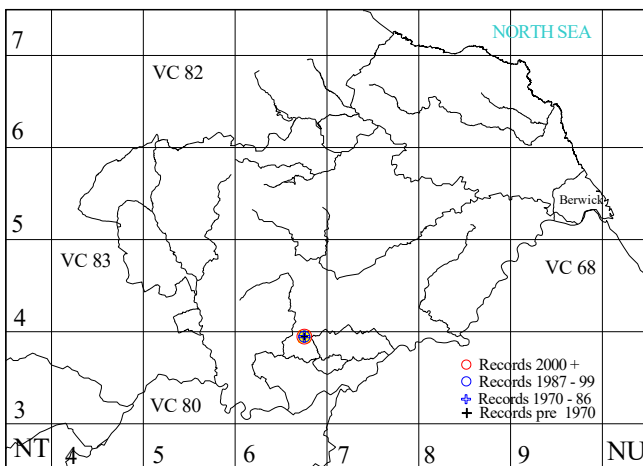 7
NORTH SEA
VC 82
6
Berwick
5
VC 83
VC 68
4
Records 2000 +
Records 1987 - 99
VC 80
Records 1970 - 86
3
Records pre 1970
NT 4 5 6 7 8 9 NU